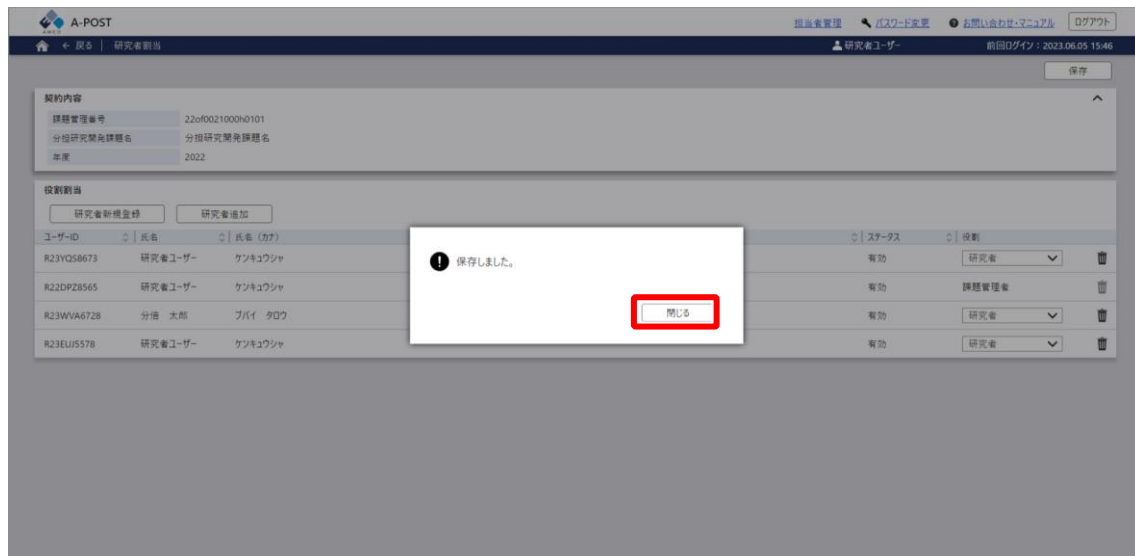 A-POST
AMED
担当者管理 パスワード変更 お問い合わせ・マニュアル ログアウト
戻る 研究者割当 研究者ユーザー 前回ログイン：2023.06.05 15:46
保存
契約内容
課題管理番号 22of0021000h0101
分担研究開発課題名 分担研究開発課題名
年度 2022
役割割当
研究者新規登録 研究者追加
ユーザーID 氏名 氏名（カナ） ステータス 役割
R23YQS8673 研究者ユーザー ケンキュウシャ 有効 研究者
R22DPZ8565 研究者ユーザー ケンキュウシャ 有効 課題管理者
R23WVA6728 分倍 太郎 ブバイ タロウ 有効 研究者
R23EUJ5578 研究者ユーザー ケンキュウシャ 有効 研究者
保存しました。
閉じる